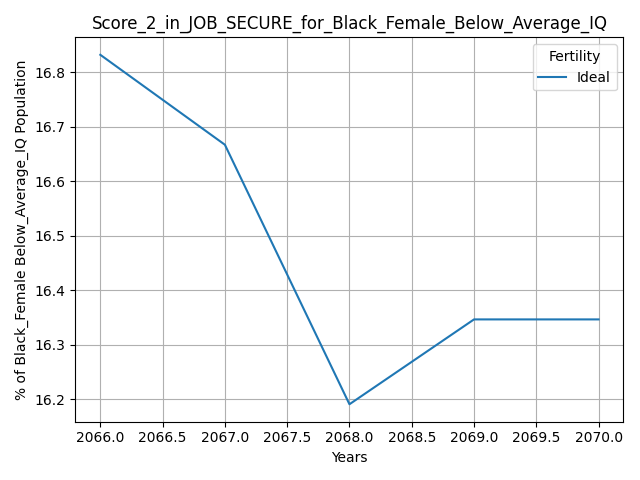 Score_2_in_JOB_SECURE_for_Black_Female_Below_Average_IQ
% of Black_Female Below_Average_IQ Population
16.8
16.7
16.6
16.5
16.4
16.3
16.2
Fertility
Ideal
2066.0 2066.5 2067.0 2067.5 2068.0 2068.5 2069.0 2069.5 2070.0
Years